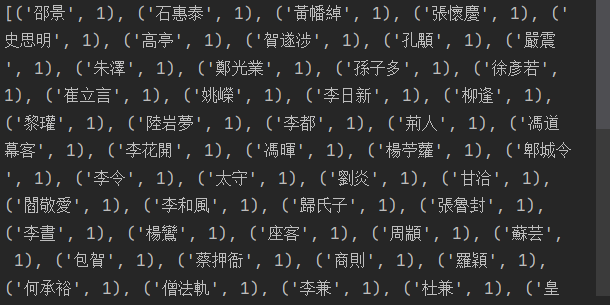 [('邵景', 1), ('石惠泰', 1), ('黃幡綽', 1), ('張懷慶', 1), ('
史思明', 1), ('高亭', 1), ('賀遂涉', 1), ('孔顒', 1), ('嚴震
', 1), ('朱澤', 1), ('鄭光業', 1), ('孫子多', 1), ('徐彥若',
1), ('崔立言', 1), ('姚嶸', 1), ('李日新', 1), ('柳逢', 1),
('黎瓘', 1), ('陸岩夢', 1), ('李都', 1), ('荊人', 1), ('馮道
幕客', 1), ('李花開', 1), ('馮暉', 1), ('楊苧蘿', 1), ('郫城令
', 1), ('李令', 1), ('太守', 1), ('劉炎', 1), ('甘洽', 1),
('閻敬愛', 1), ('李和風', 1), ('歸氏子', 1), ('張魯封', 1),
('李晝', 1), ('楊鸞', 1), ('座客', 1), ('周顗', 1), ('蘇芸',
1), ('包賀', 1), ('蔡押衙', 1), ('商則', 1), ('羅穎', 1),
('何承裕', 1), ('僧法軌', 1), ('李兼', 1), ('杜兼', 1), ('皇